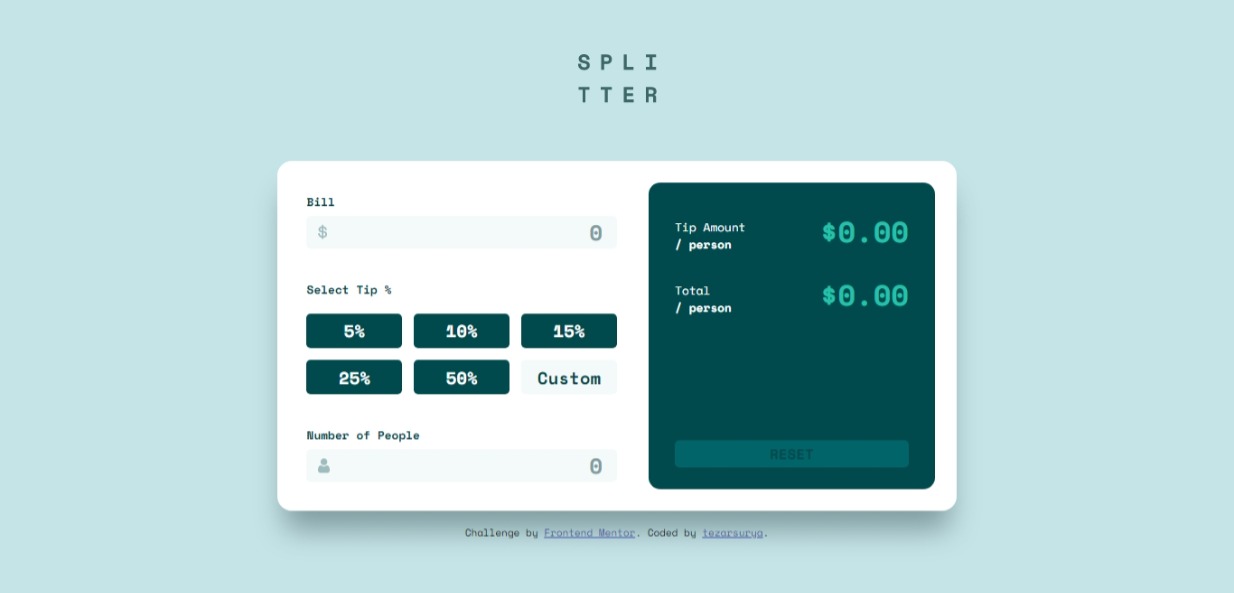 SPLI
TTER
Bill
$ 0
Select Tip %
5% 10% 15%
25% 50% Custom
Number of People
0
Tip Amount
/ person
$0.00
Total
/ person
$0.00
RESET
Challenge by Frontend Mentor. Coded by tezarsurya.